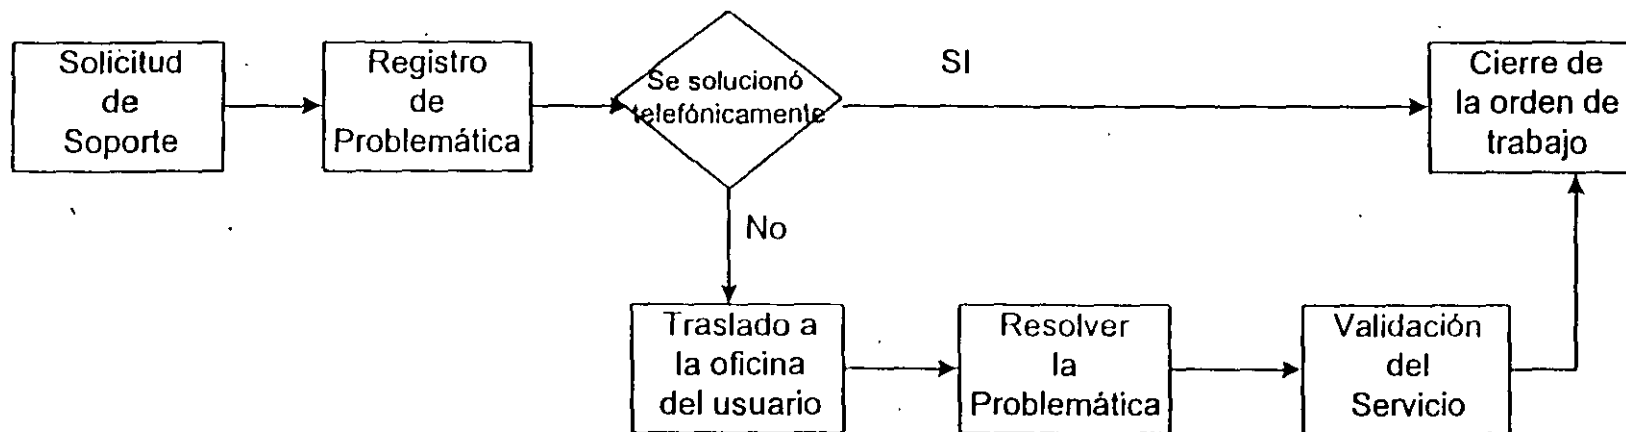 Solicitud
de
Soporte
Registro
de
Problemática
Se solucionó
telefónicamente
SI
Cierre de
la orden de
trabajo
No
Traslado a
la oficina
del usuario
Resolver
la
Problemática
Validación
del
Servicio